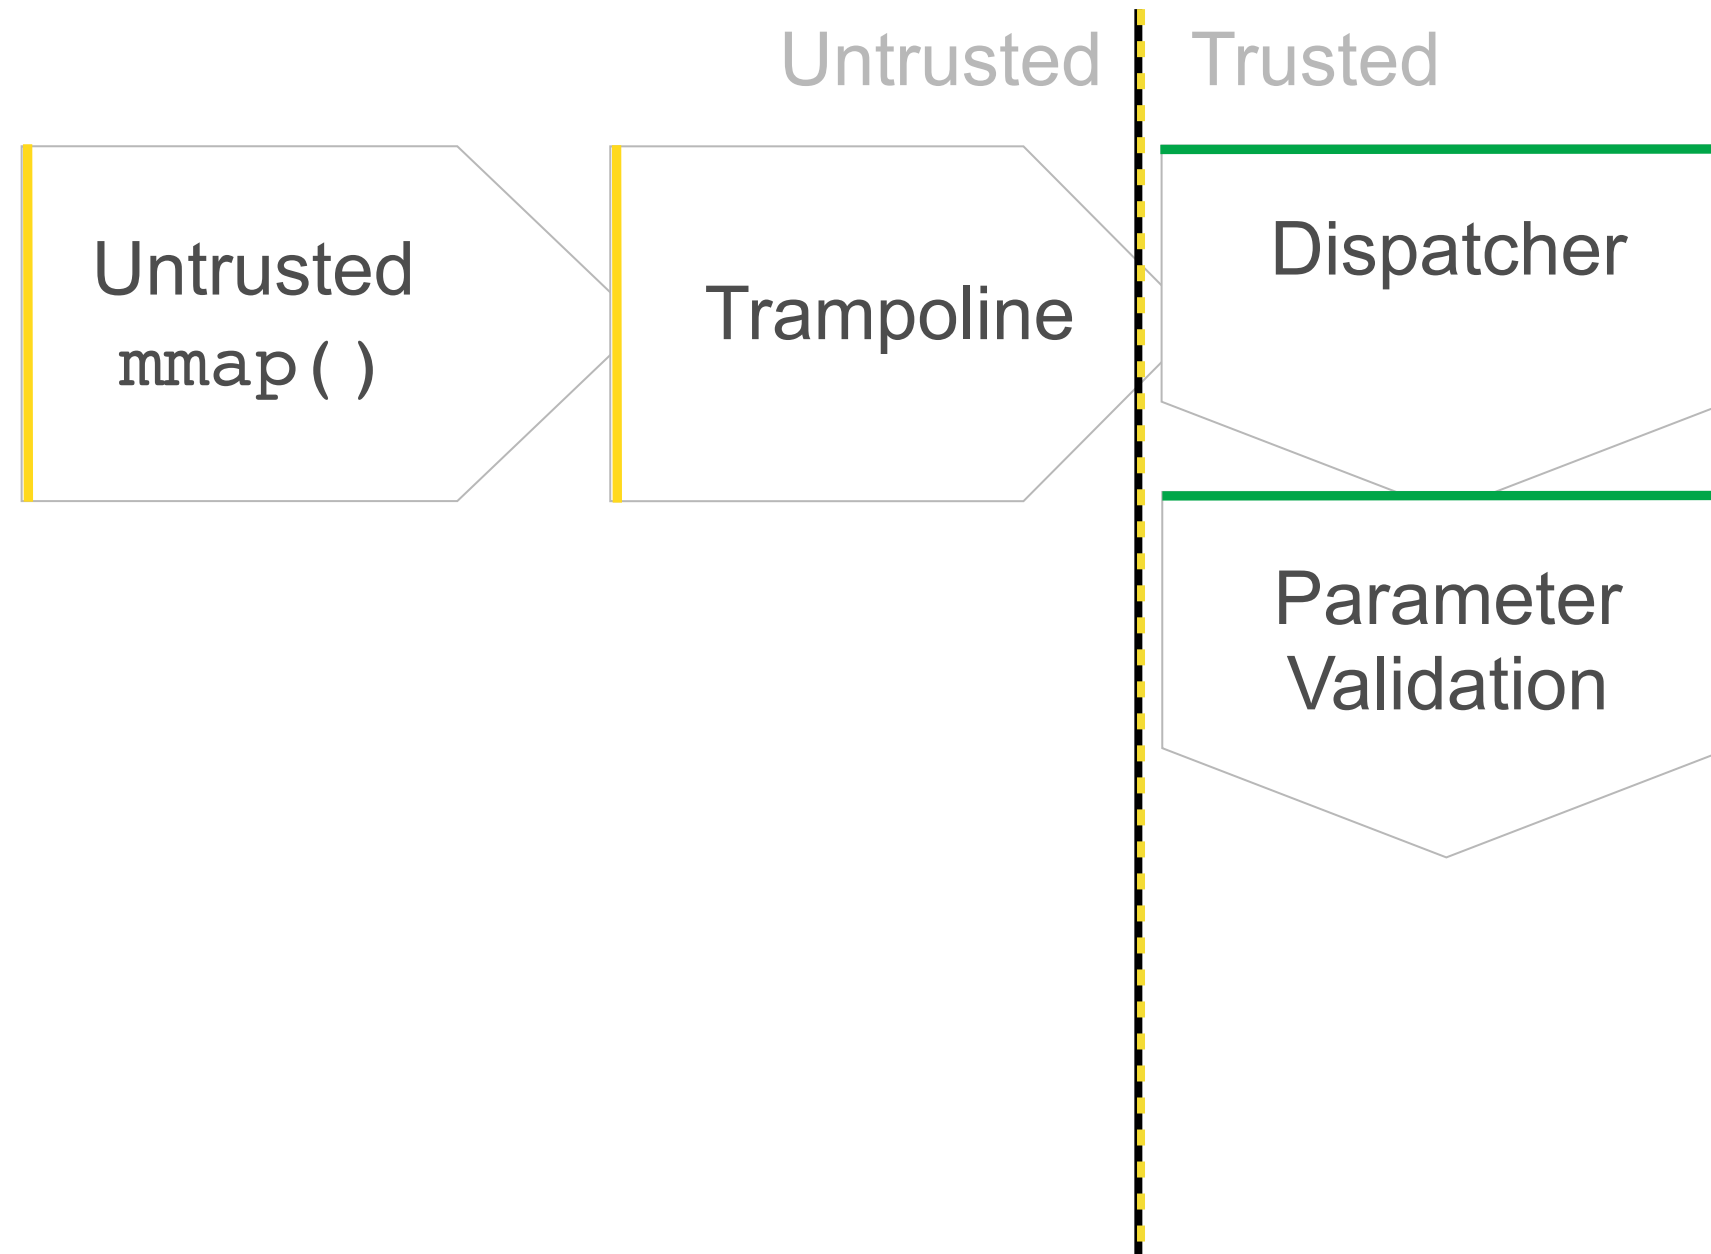 Untrusted
Trusted
Untrusted
mmap()
Trampoline
Dispatcher
Parameter
Validation